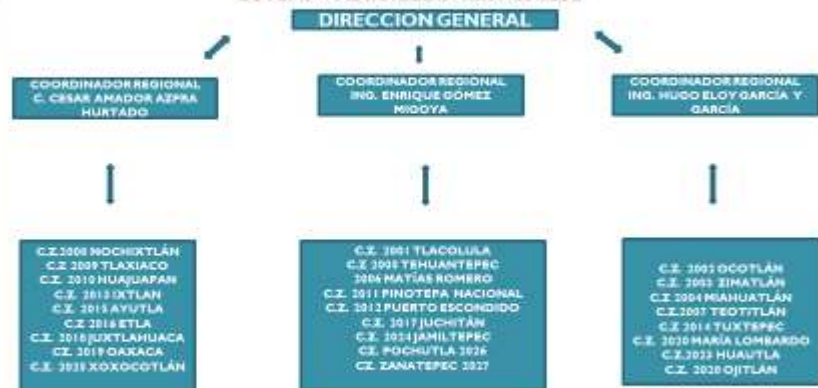 DIRECCION GENERAL
COORDINADOR REGIONAL
C. CESAR AMADOR AZPRA
HURTADO
COORDINADOR REGIONAL
ING. ENRIQUE GÓMEZ
MIGOYA
COORDINADOR REGIONAL
ING. HUGO ELOY GARCÍA Y
GARCÍA
C.Z.2008 NOCHIXTLÁN
C.Z 2009 TLAXIACO
C.Z. 2010 HUAJUAPAN
C.Z. 2013 IXTLAN
C.Z. 2015 AYUTLA
C.Z 2016 ETLA
C.Z. 2018 JUXTLAHUACA
CZ. 2019 OAXACA
C.Z. 2025 XOXOCOTLÁN
C.Z. 2001 TLACOLULA
C.Z 2005 TEHUANTEPEC
2006 MATÍAS ROMERO
C.Z. 2011 PINOTEPA NACIONAL
C.Z. 2012 PUERTO ESCONDIDO
C.Z. 2017 JUCHITÁN
C.Z. 2024 JAMILTEPEC
CZ. POCHUTLA 2026
CZ. ZANATEPEC 2027
C.Z. 2002 OCOTLÁN
C.Z. 2003 ZIMATLÁN
C.Z 2004 MIAHUATLÁN
C.Z.2007 TEOTITLÁN
C.Z 2014 TUXTEPEC
C.Z. 2020 MARÍA LOMBARDO
C.Z.2023 HUAUTLA
C.Z. 2020 OJITLÁN